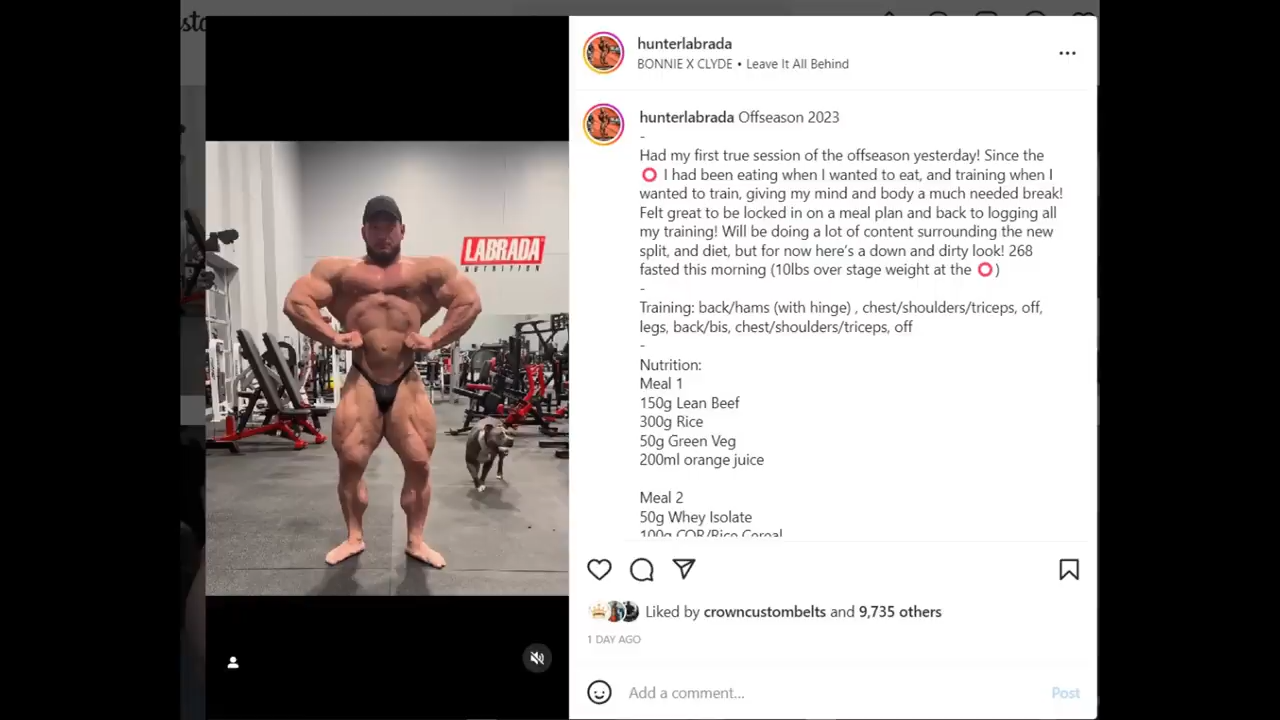 LABRADA
NUTRITION
hunterlabrada
BONNIE X CLYDE • Leave It All Behind
hunterlabrada Offseason 2023
-
Had my first true session of the offseason yesterday! Since the
⭕ I had been eating when I wanted to eat, and training when I
wanted to train, giving my mind and body a much needed break!
Felt great to be locked in on a meal plan and back to logging all
my training! Will be doing a lot of content surrounding the new
split, and diet, but for now here's a down and dirty look! 268
fasted this morning (10lbs over stage weight at the ⭕)
-
Training: back/hams (with hinge) , chest/shoulders/triceps, off,
legs, back/bis, chest/shoulders/triceps, off
-
Nutrition:
Meal 1
150g Lean Beef
300g Rice
50g Green Veg
200ml orange juice
Meal 2
50g Whey Isolate
100g COR/Rice Cereal
Liked by crowncustombelts and 9,735 others
1 DAY AGO
Add a comment...
Post